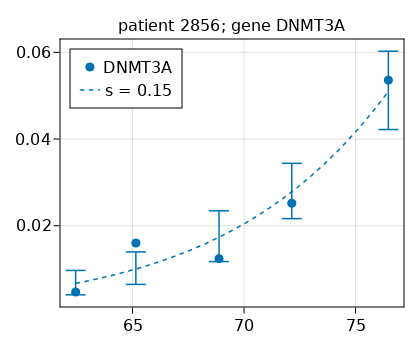 patient 2856; gene DNMT3A
0.06
DNMT3A
s = 0.15
0.04
0.02
65
70
75